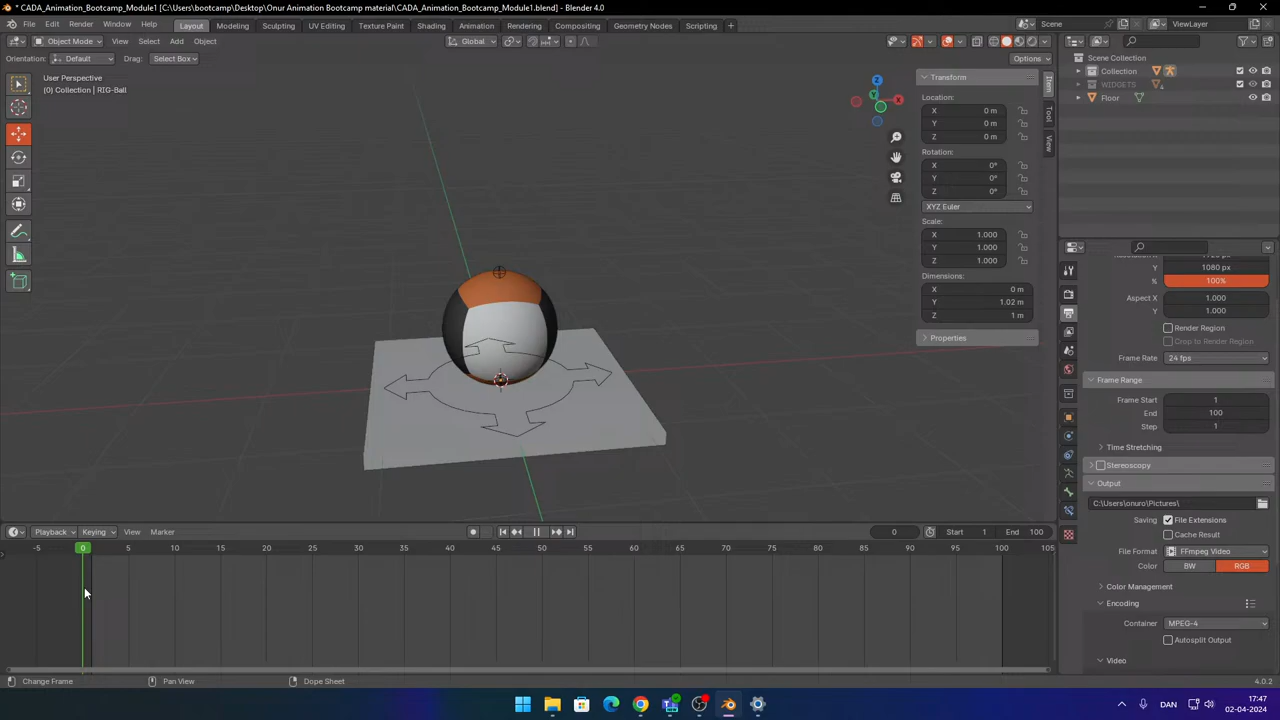 * CADA_Animation_Bootcamp_Module1 [C:\Users\bootcamp\Desktop\Onur Animation Bootcamp material\CADA_Animation_Bootcamp_Module1.blend] - Blender 4.0
File Edit Render Window Help Layout Modeling Sculpting UV Editing Texture Paint Shading Animation Rendering Compositing Geometry Nodes Scripting + Scene ViewLayer
Object Mode View Select Add Object Global
Orientation: Default Drag: Select Box Options
User Perspective
(0) Collection | RIG-Ball
Z
Y
X
Transform
Location:
X 0 m
Y 0 m
Z 0 m
Rotation:
X 0°
Y 0°
Z 0°
XYZ Euler
Scale:
X 1.000
Y 1.000
Z 1.000
Dimensions:
X 0 m
Y 1.02 m
Z 1 m
Properties
Item
Tool
View
Scene Collection
Collection
WIDGETS
Floor
Y 1080 px
% 100%
Aspect X 1.000
Y 1.000
Render Region
Crop to Render Region
Frame Rate 24 fps
Frame Range
Frame Start 1
End 100
Step 1
Time Stretching
Stereoscopy
Output
C:\Users\onuro\Pictures\
Saving File Extensions
Cache Result
File Format FFmpeg Video
Color BW RGB
Color Management
Encoding
Container MPEG-4
Autosplit Output
Video
Playback Keying View Marker 0 Start 1 End 100
-5 0 5 10 15 20 25 30 35 40 45 50 55 60 65 70 75 80 85 90 95 100 105
Change Frame Pan View Dope Sheet 4.0.2
DAN 17:47
02-04-2024